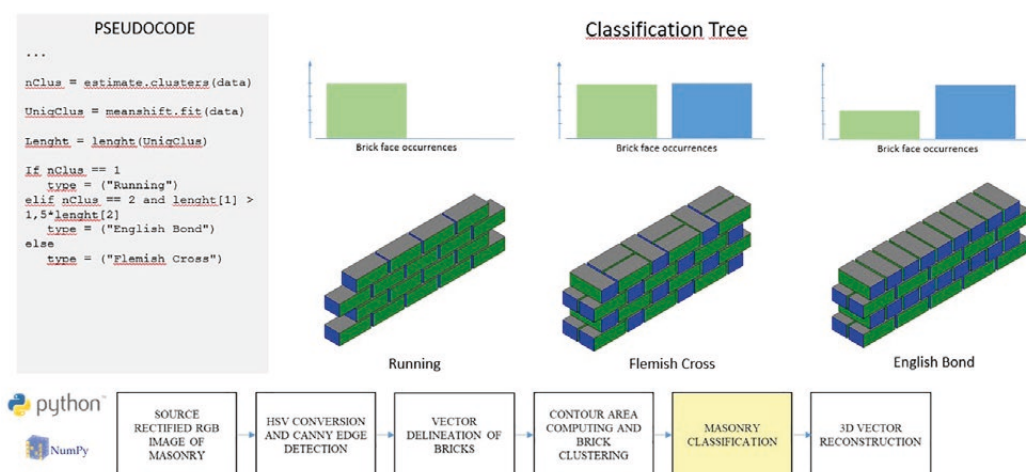 PSEUDOCODE
...
nClus = estimate.clusters(data)
UniqClus = meanshift.fit(data)
Lenght = lenght(UniqClus)
If nClus == 1
type = ("Running")
elif nClus == 2 and lenght[1] >
1,5*lenght[2]
type = ("English Bond")
else
type = ("Flemish Cross")
Classification Tree
Brick face occurrences
Brick face occurrences
Brick face occurrences
Running
Flemish Cross
English Bond
python™
NumPy
SOURCE
RECTIFIED RGB
IMAGE OF
MASONRY
HSV CONVERSION
AND CANNY EDGE
DETECTION
VECTOR
DELINEATION OF
BRICKS
CONTOUR AREA
COMPUTING AND
BRICK
CLUSTERING
MASONRY
CLASSIFICATION
3D VECTOR
RECONSTRUCTION